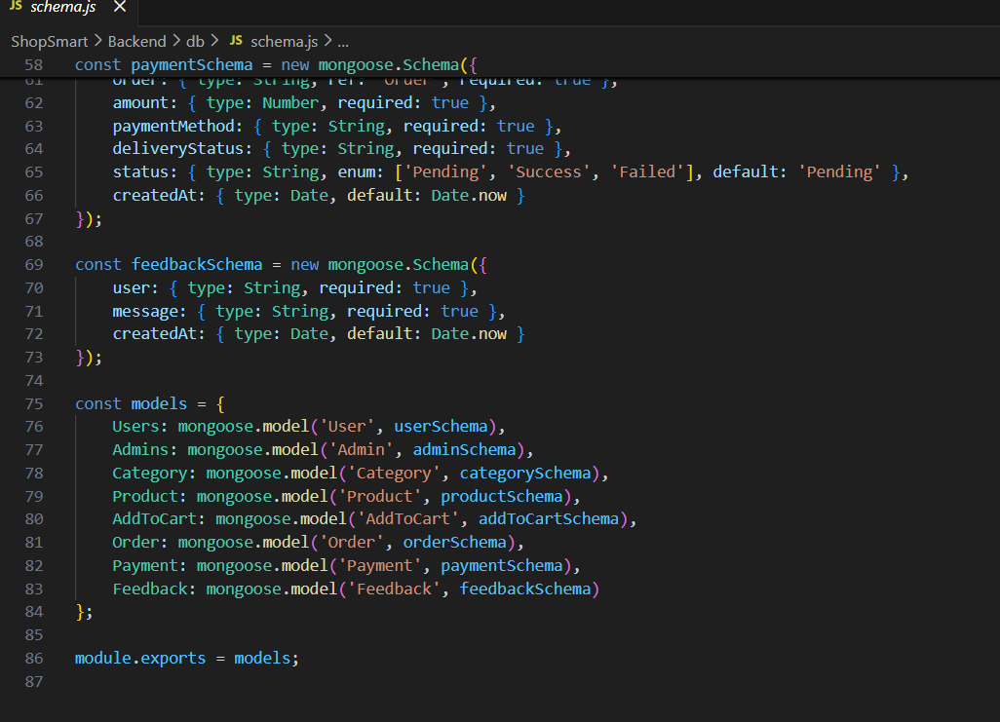 JS schema.js ×
ShopSmart > Backend > db > JS schema.js > ...
58 const paymentSchema = new mongoose.Schema({
61 order: { type: String, ref: 'Order', required: true },
62 amount: { type: Number, required: true },
63 paymentMethod: { type: String, required: true },
64 deliveryStatus: { type: String, required: true },
65 status: { type: String, enum: ['Pending', 'Success', 'Failed'], default: 'Pending' },
66 createdAt: { type: Date, default: Date.now }
67 });
68
69 const feedbackSchema = new mongoose.Schema({
70 user: { type: String, required: true },
71 message: { type: String, required: true },
72 createdAt: { type: Date, default: Date.now }
73 });
74
75 const models = {
76 Users: mongoose.model('User', userSchema),
77 Admins: mongoose.model('Admin', adminSchema),
78 Category: mongoose.model('Category', categorySchema),
79 Product: mongoose.model('Product', productSchema),
80 AddToCart: mongoose.model('AddToCart', addToCartSchema),
81 Order: mongoose.model('Order', orderSchema),
82 Payment: mongoose.model('Payment', paymentSchema),
83 Feedback: mongoose.model('Feedback', feedbackSchema)
84 };
85
86 module.exports = models;
87